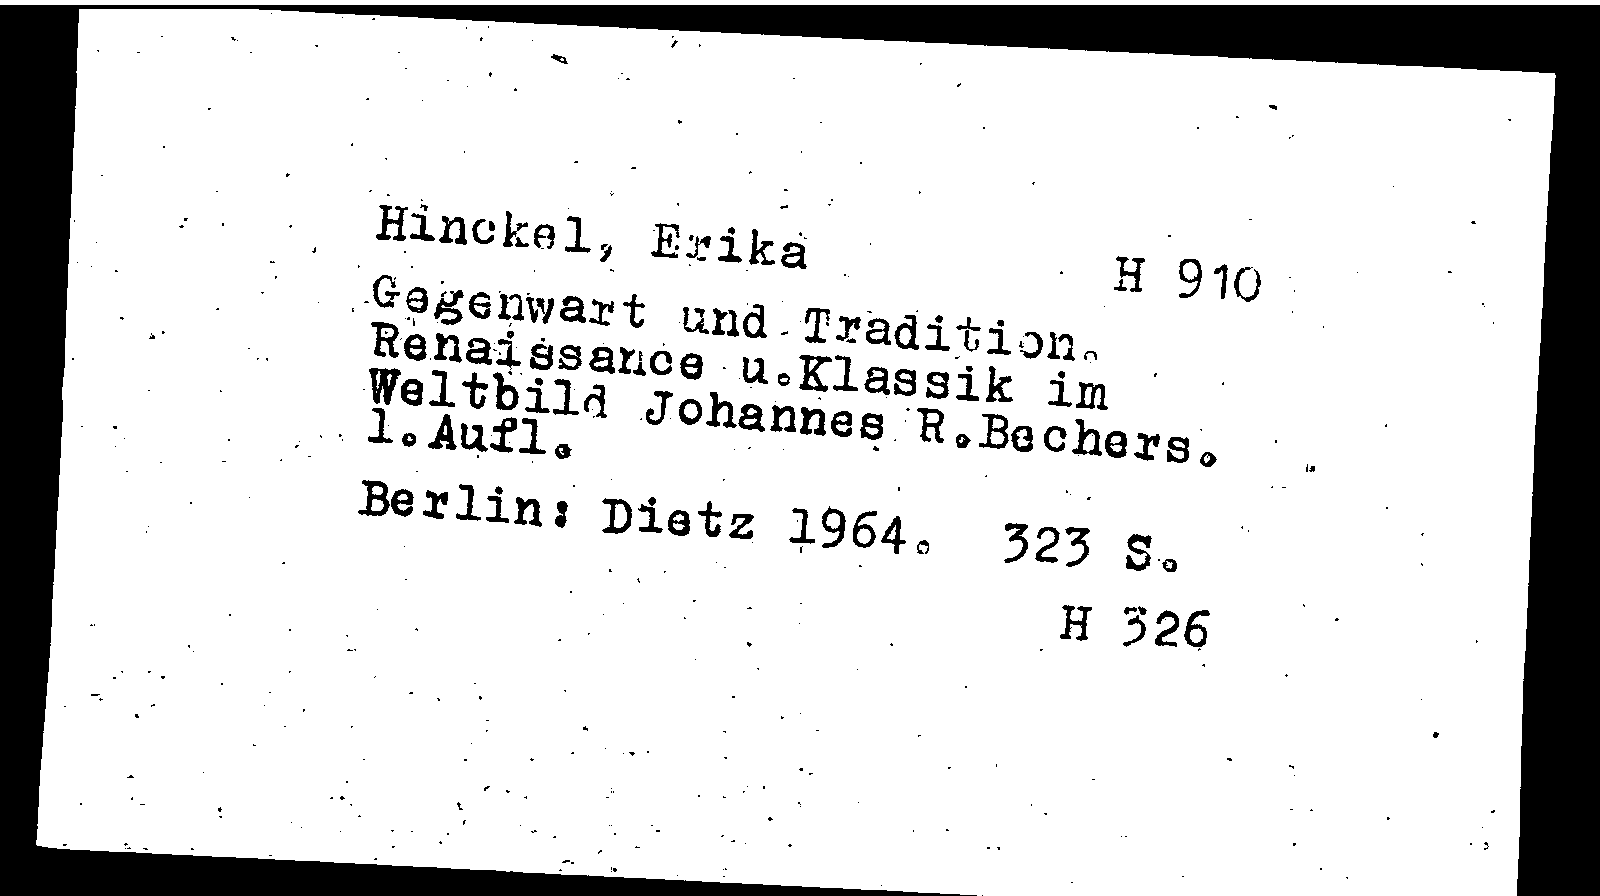 Hinckel, Erika
H 910
Gegenwart und Tradition.
Renaissance u.Klassik im
Weltbild Johannes R.Bechers.
1.Aufl.
Berlin: Dietz 1964. 323 S.
H 326